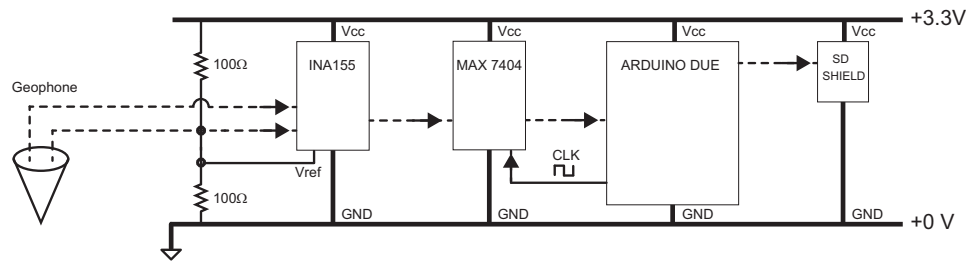 +3.3V
Vcc
Vcc
Vcc
Vcc
100Ω
INA155
MAX 7404
ARDUINO DUE
SD
SHIELD
Geophone
Vref
CLK
100Ω
GND
GND
GND
GND
+0 V